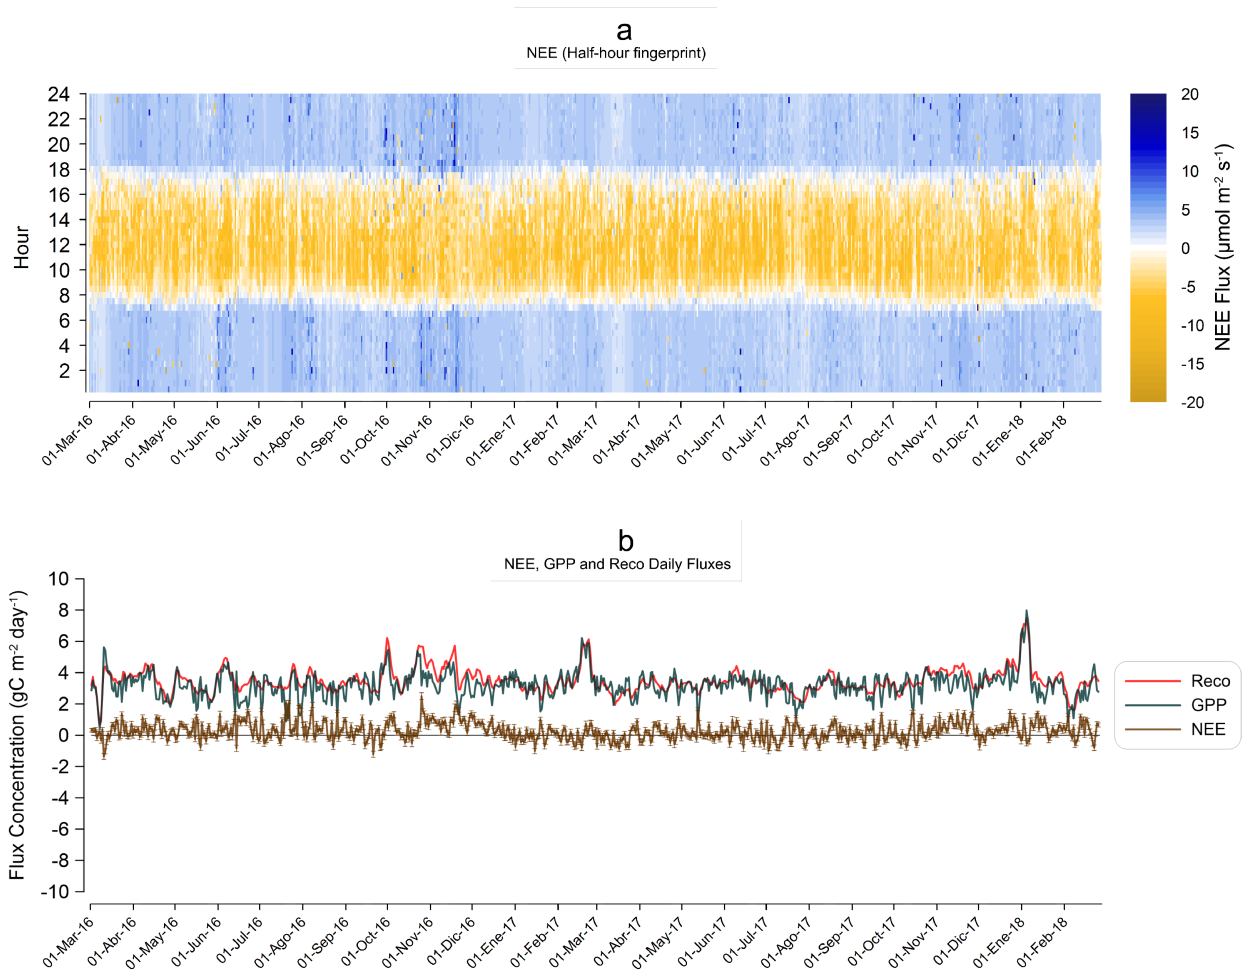 a
NEE (Half-hour fingerprint)
24
22
20
18
16
14
12
10
8
6
4
2
Hour
01-Mar-16
01-Abr-16
01-May-16
01-Jun-16
01-Jul-16
01-Ago-16
01-Sep-16
01-Oct-16
01-Nov-16
01-Dic-16
01-Ene-17
01-Feb-17
01-Mar-17
01-Abr-17
01-May-17
01-Jun-17
01-Jul-17
01-Ago-17
01-Sep-17
01-Oct-17
01-Nov-17
01-Dic-17
01-Ene-18
01-Feb-18
20
15
10
5
0
-5
-10
-15
-20
NEE Flux (µmol m⁻² s⁻¹)
b
NEE, GPP and Reco Daily Fluxes
10
8
6
4
2
0
-2
-4
-6
-8
-10
Flux Concentration (gC m⁻² day⁻¹)
01-Mar-16
01-Abr-16
01-May-16
01-Jun-16
01-Jul-16
01-Ago-16
01-Sep-16
01-Oct-16
01-Nov-16
01-Dic-16
01-Ene-17
01-Feb-17
01-Mar-17
01-Abr-17
01-May-17
01-Jun-17
01-Jul-17
01-Ago-17
01-Sep-17
01-Oct-17
01-Nov-17
01-Dic-17
01-Ene-18
01-Feb-18
Reco
GPP
NEE